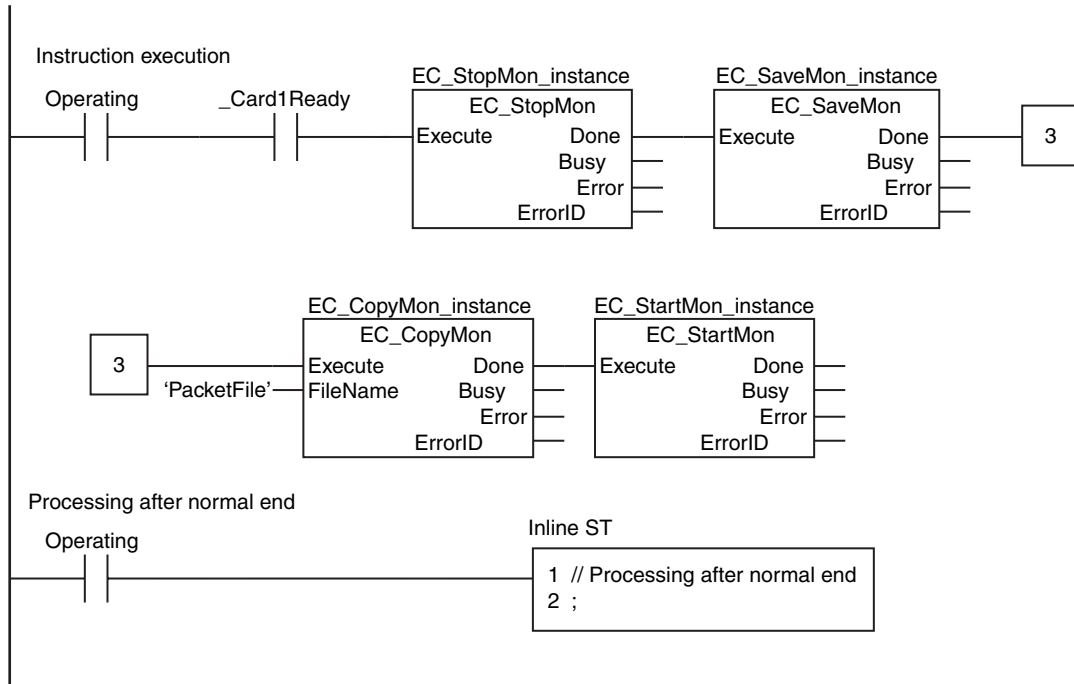 Instruction execution
Operating
_Card1Ready
EC_StopMon_instance
EC_StopMon
Execute Done
Busy
Error
ErrorID
EC_SaveMon_instance
EC_SaveMon
Execute Done
Busy
Error
ErrorID
3
3
EC_CopyMon_instance
EC_CopyMon
Execute Done
‘PacketFile’ FileName Busy
Error
ErrorID
EC_StartMon_instance
EC_StartMon
Execute Done
Busy
Error
ErrorID
Processing after normal end
Operating
Inline ST
1 // Processing after normal end
2 ;